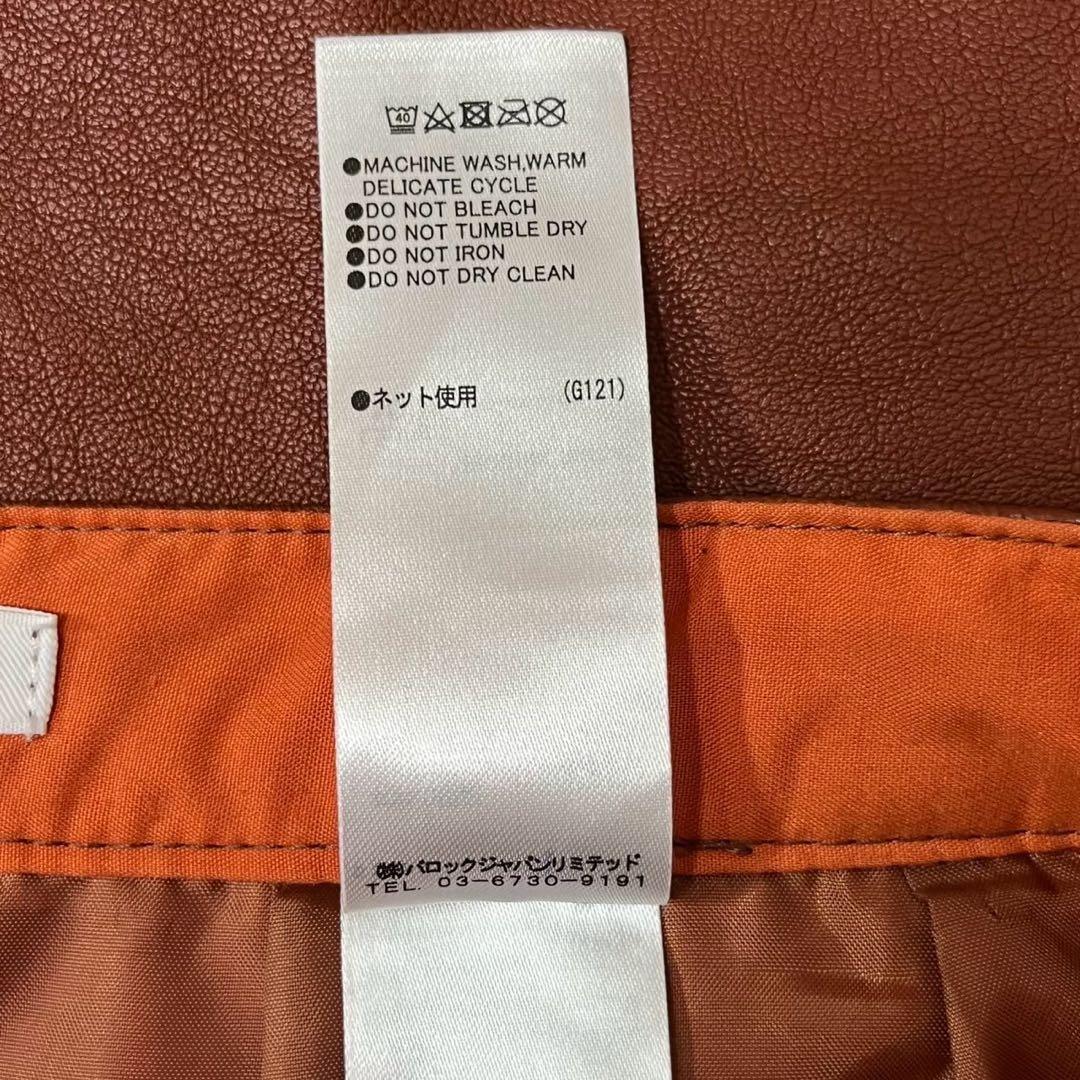 40
●MACHINE WASH,WARM
DELICATE CYCLE
●DO NOT BLEACH
●DO NOT TUMBLE DRY
●DO NOT IRON
●DO NOT DRY CLEAN
●ネット使用 (G121)
㈱バロックジャパンリミテッド
TEL. 03-6730-9191